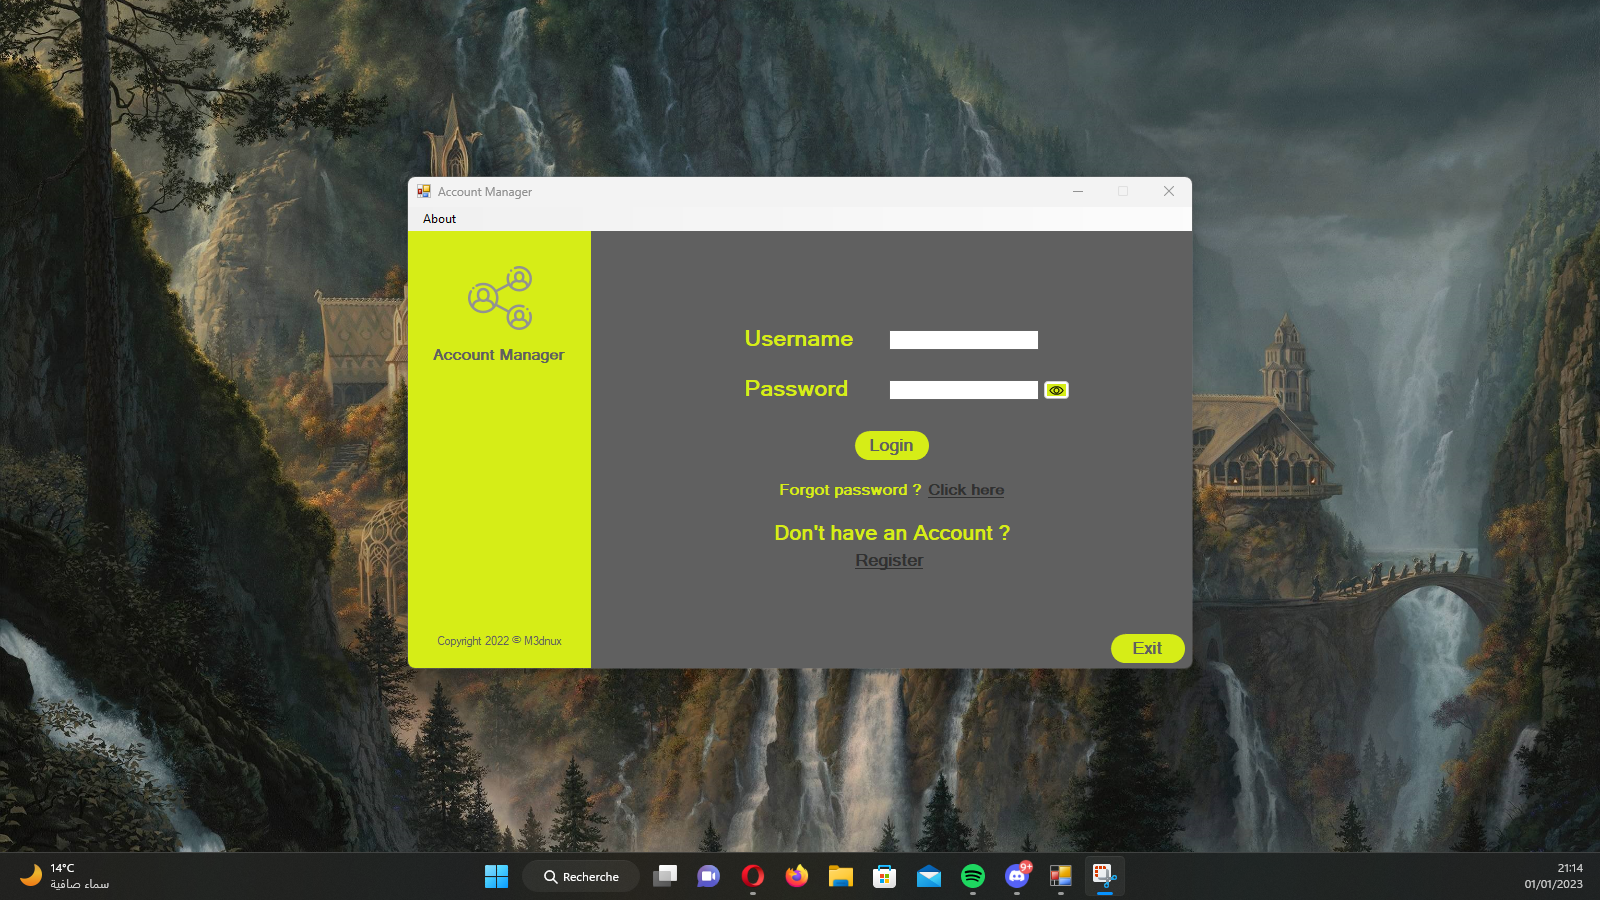 Account Manager
About
Account Manager
Username
Password
Login
Forgot password ? Click here
Don't have an Account ?
Register
Copyright 2022 © M3dnux
Exit
14°C
سماء صافية
Recherche
9+
21:14
01/01/2023